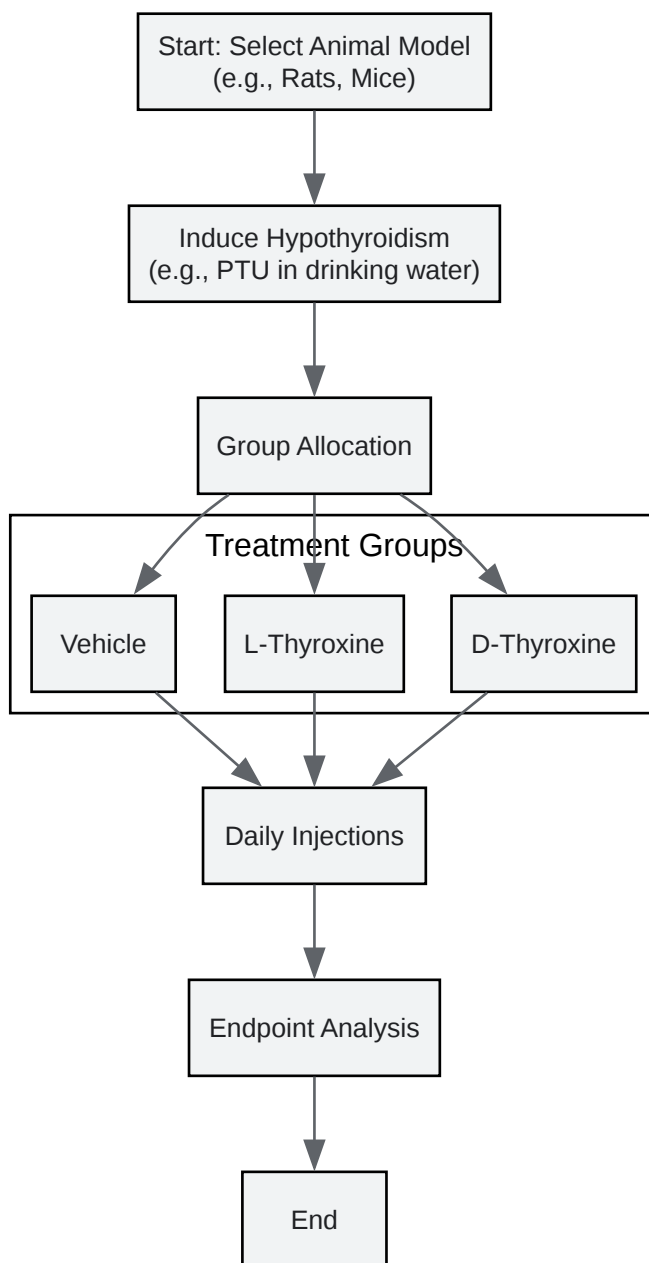 Start: Select Animal Model
(e.g., Rats, Mice)
Induce Hypothyroidism
(e.g., PTU in drinking water)
Group Allocation
Treatment Groups
Vehicle
L-Thyroxine
D-Thyroxine
Daily Injections
Endpoint Analysis
End